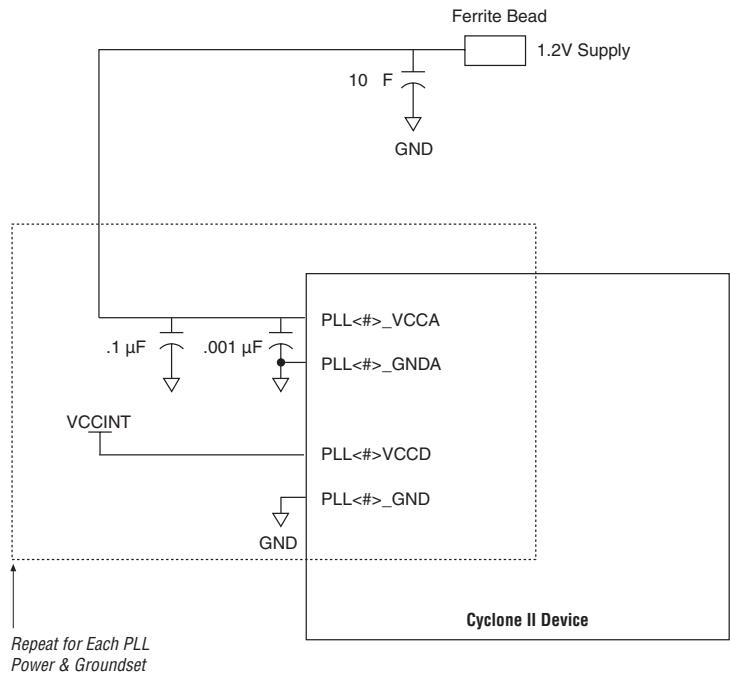 Ferrite Bead
1.2V Supply
10 F
GND
PLL<#>_VCCA
.1 µF
.001 µF
PLL<#>_GNDA
VCCINT
PLL<#>VCCD
PLL<#>_GND
GND
Cyclone II Device
Repeat for Each PLL
Power & Groundset